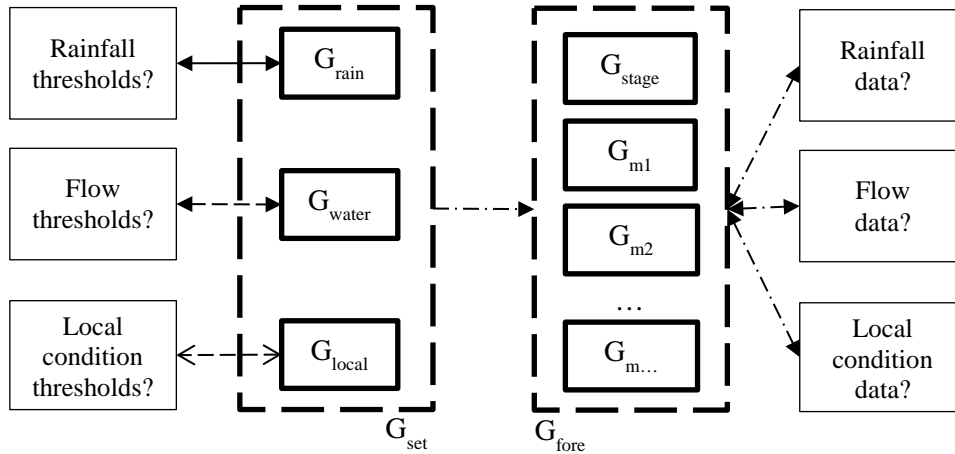 Rainfall
thresholds?
Flow
thresholds?
Local
condition
thresholds?
G_rain
G_water
G_local
G_set
G_stage
G_m1
G_m2
…
G_m…
G_fore
Rainfall
data?
Flow
data?
Local
condition
data?